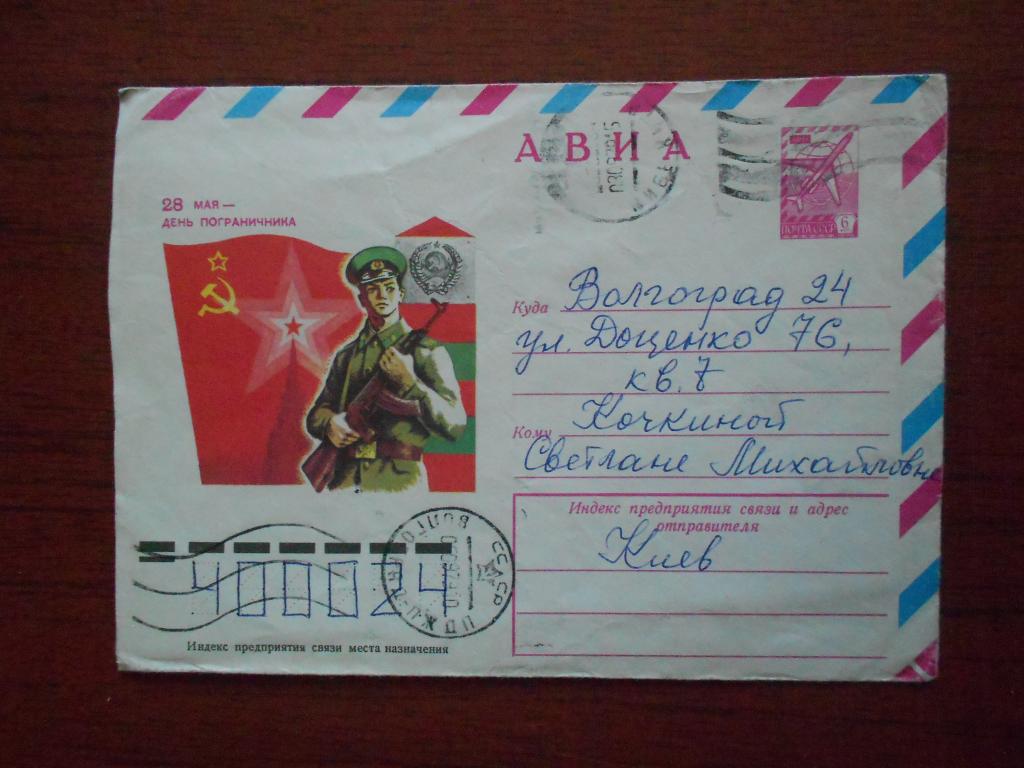 АВИА
ПОЧТА СССР 6
28 МАЯ —
ДЕНЬ ПОГРАНИЧНИКА
Куда Волгоград 24
ул. Доценко 76,
кв. 7
Кому Кочкиной
Светлане Михайловне
Индекс предприятия связи и адрес
отправителя
Киев
СССР
400024
Индекс предприятия связи места назначения